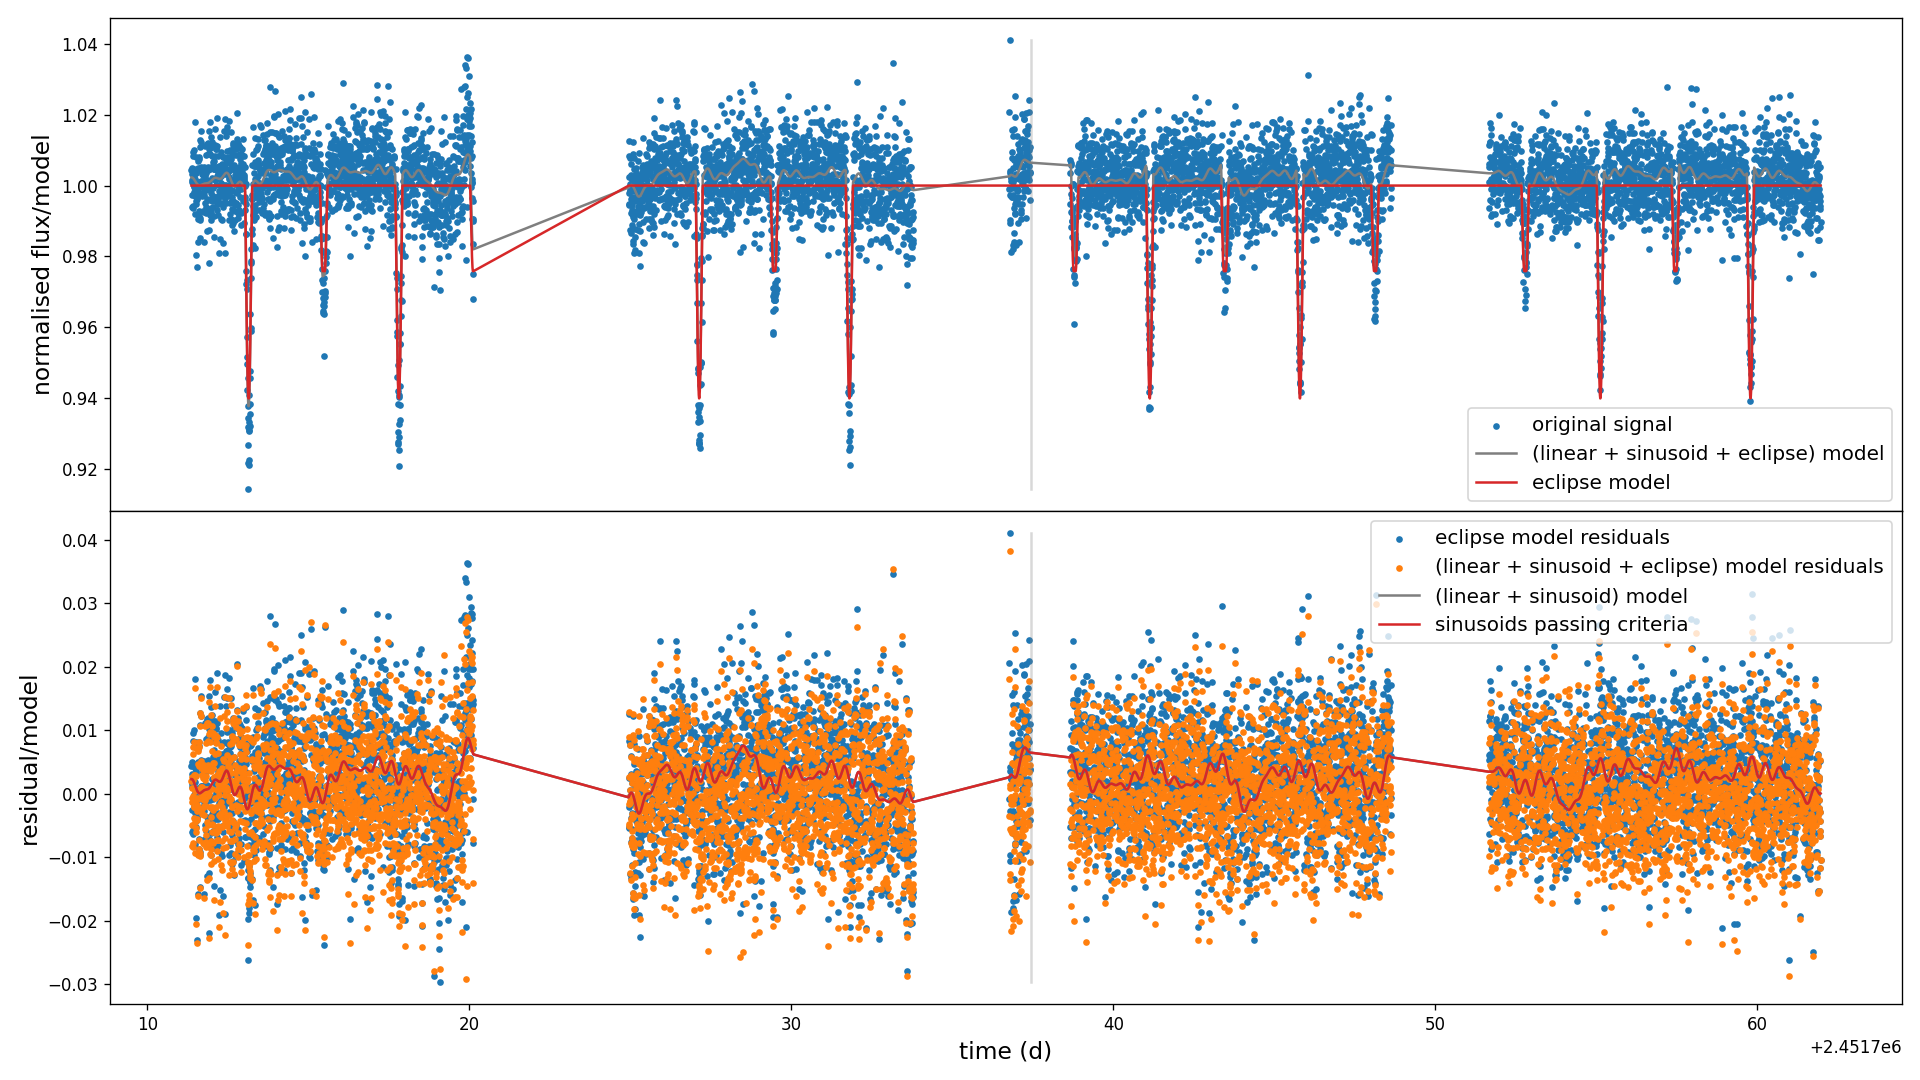 normalised flux/model
1.04
1.02
1.00
0.98
0.96
0.94
0.92
original signal
(linear + sinusoid + eclipse) model
eclipse model
residual/model
0.04
0.03
0.02
0.01
0.00
−0.01
−0.02
−0.03
eclipse model residuals
(linear + sinusoid + eclipse) model residuals
(linear + sinusoid) model
sinusoids passing criteria
10
20
30
40
50
60
time (d)
+2.4517e6